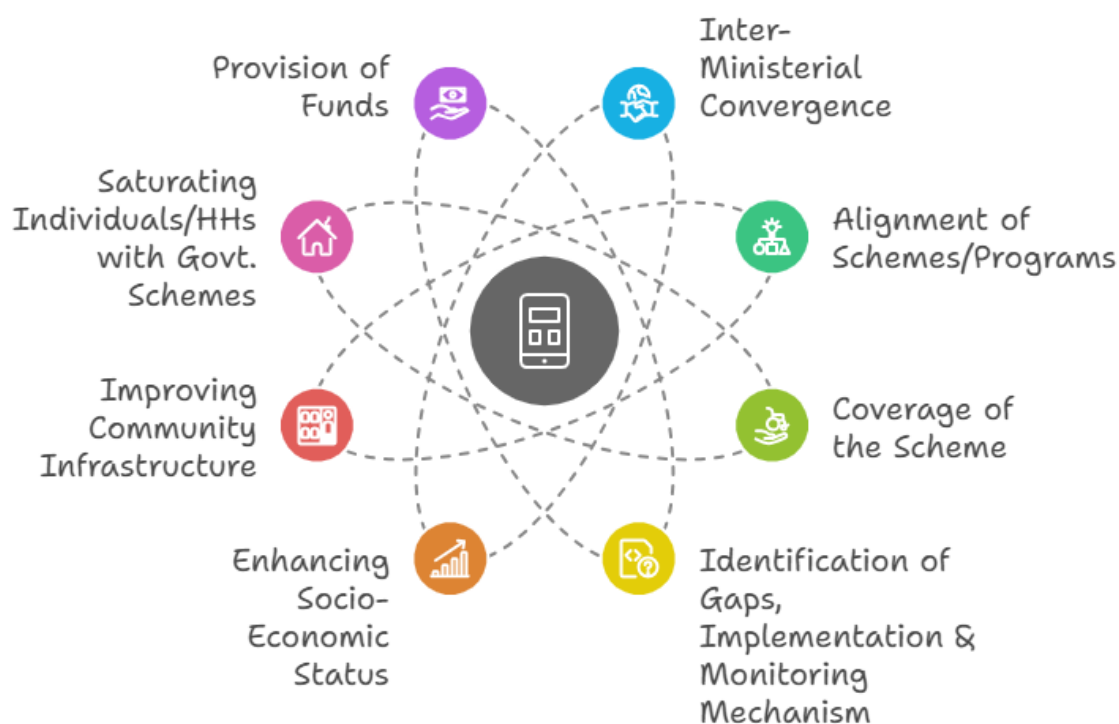 Provision of
Funds
Inter-
Ministerial
Convergence
Saturating
Individuals/HHs
with Govt.
Schemes
Alignment of
Schemes/Programs
Improving
Community
Infrastructure
Coverage of
the Scheme
Enhancing
Socio-
Economic
Status
Identification of
Gaps,
Implementation &
Monitoring
Mechanism